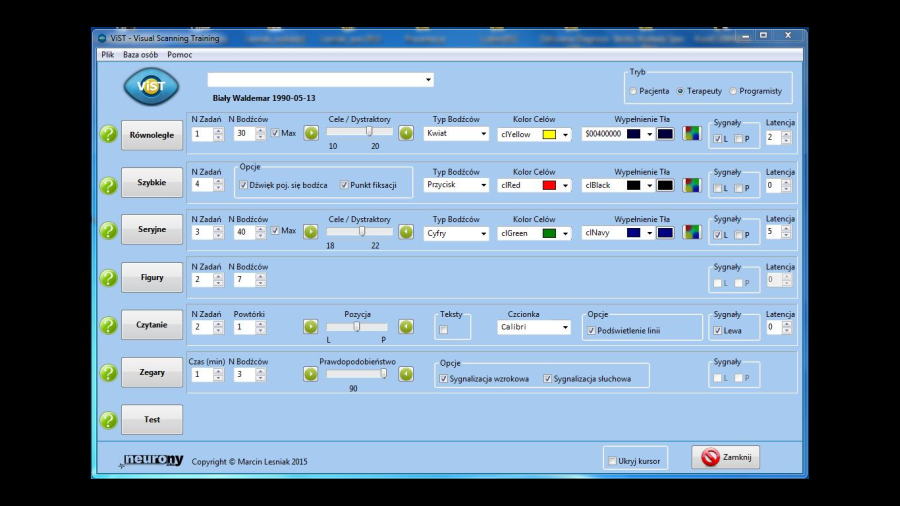 ViST - Visual Scanning Training
Plik Baza osób Pomoc
ViST
Biały Waldemar 1990-05-13
Tryb
Pacjenta Terapeuty Programisty
Równoległe
N Zadań N Bodźców Cele / Dystraktory Typ Bodźców Kolor Celów Wypełnienie Tła Sygnały Latencja
1 30 Max Kwiat clYellow $00400000 L P 2
10 20
Szybkie
N Zadań Opcje Typ Bodźców Kolor Celów Wypełnienie Tła Sygnały Latencja
4 Dźwięk poj. się bodźca Punkt fiksacji Przycisk clRed clBlack L P 0
Seryjne
N Zadań N Bodźców Cele / Dystraktory Typ Bodźców Kolor Celów Wypełnienie Tła Sygnały Latencja
3 40 Max Cyfry clGreen clNavy L P 5
18 22
Figury
N Zadań N Bodźców Sygnały Latencja
2 7 L P 0
Czytanie
N Zadań Powtórki Pozycja Teksty Czcionka Opcje Sygnały Latencja
2 1 Calibri Podświetlenie linii Lewa 0
L P
Zegary
Czas (min) N Bodźców Prawdopodobieństwo Opcje Sygnały
1 3 Sygnalizacja wzrokowa Sygnalizacja słuchowa L P
90
Test
neurony Copyright © Marcin Lesniak 2015 Ukryj kursor Zamknij